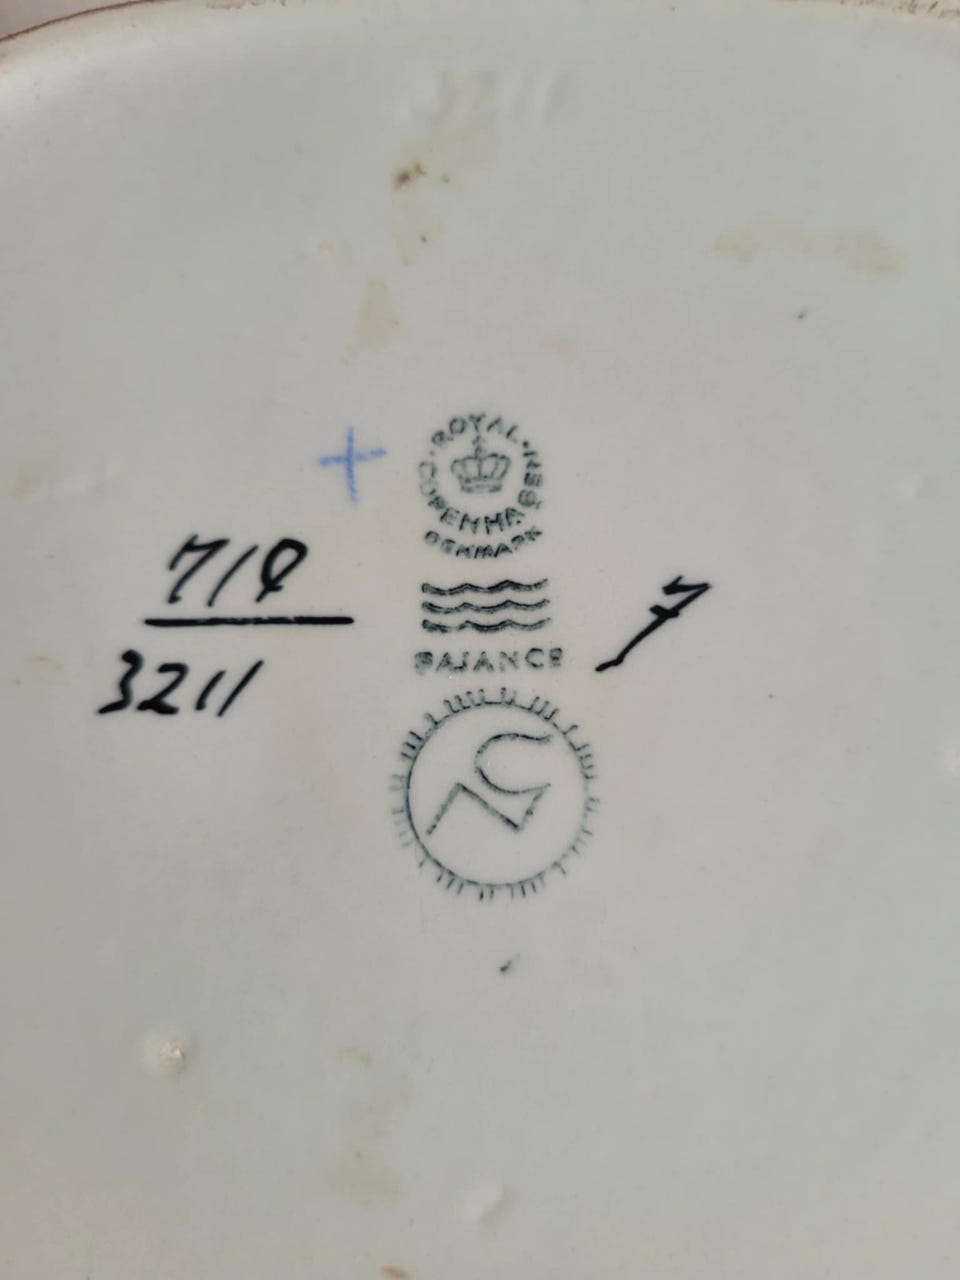 ROYAL
COPENHAGEN
DENMARK
719
3211
FAJANCE
7